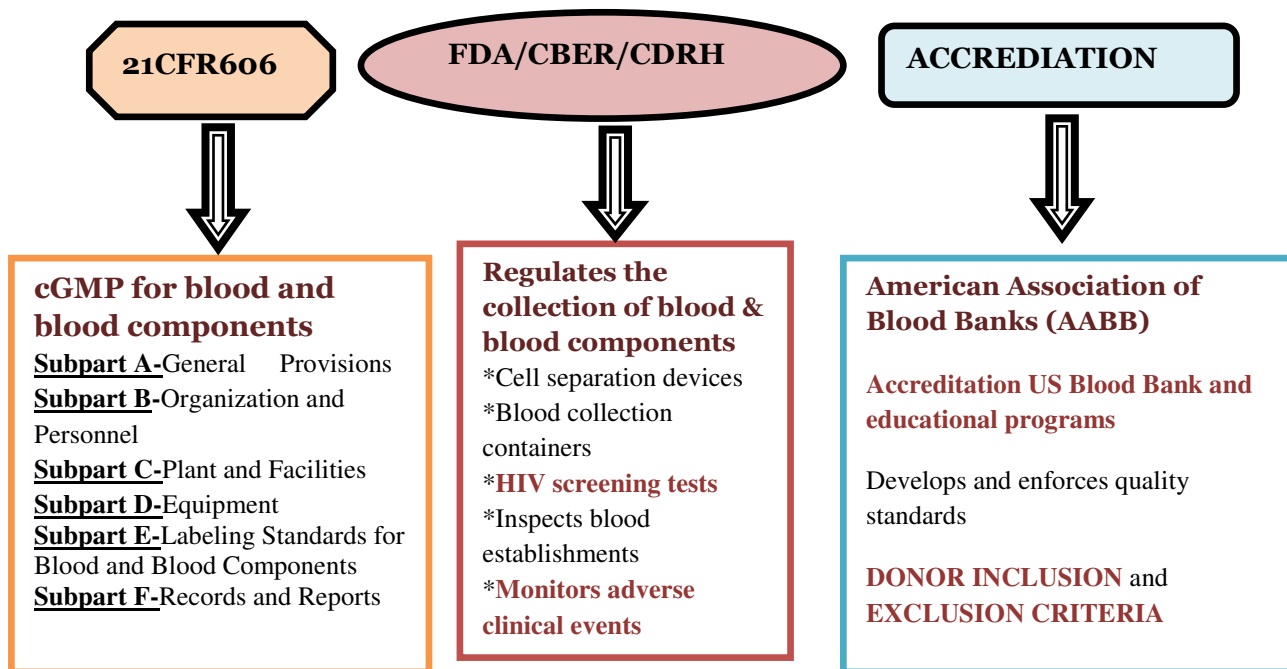 21CFR606
FDA/CBER/CDRH
ACCREDIATION
cGMP for blood and
blood components
Subpart A-General Provisions
Subpart B-Organization and
Personnel
Subpart C-Plant and Facilities
Subpart D-Equipment
Subpart E-Labeling Standards for
Blood and Blood Components
Subpart F-Records and Reports
Regulates the
collection of blood &
blood components
*Cell separation devices
*Blood collection
containers
*HIV screening tests
*Inspects blood
establishments
*Monitors adverse
clinical events
American Association of
Blood Banks (AABB)
Accreditation US Blood Bank and
educational programs
Develops and enforces quality
standards
DONOR INCLUSION and
EXCLUSION CRITERIA